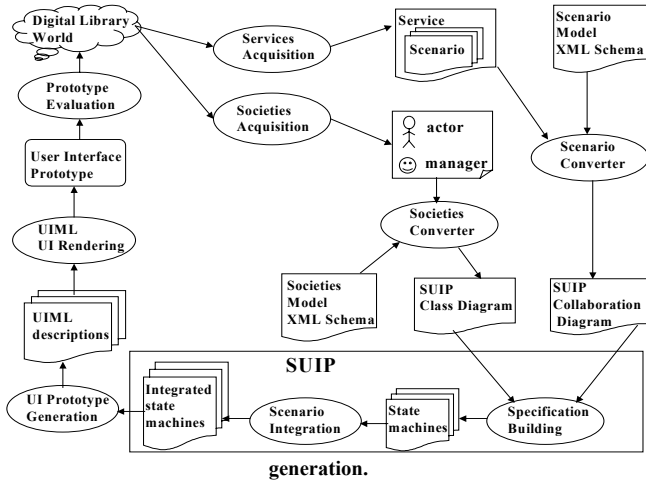 Digital Library
World
Services
Acquisition
Service
Scenario
Scenario
Model
XML Schema
Prototype
Evaluation
Societies
Acquisition
actor
manager
Scenario
Converter
User Interface
Prototype
UIML
UI Rendering
Societies
Converter
Societies
Model
XML Schema
SUIP
Class Diagram
SUIP
Collaboration
Diagram
UIML
descriptions
SUIP
UI Prototype
Generation
Integrated
state
machines
Scenario
Integration
State
machines
Specification
Building
generation.